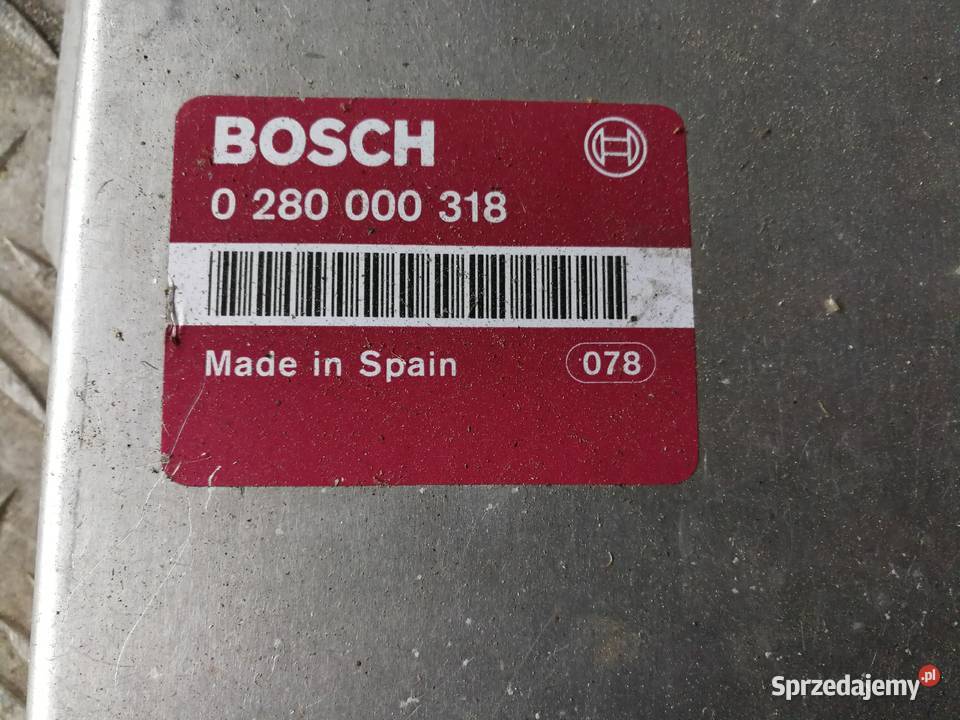 BOSCH
0 280 000 318
Made in Spain 078
Sprzedajemy.pl